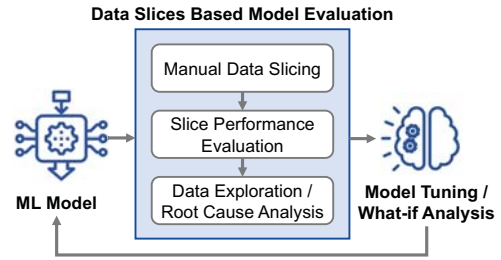 Data Slices Based Model Evaluation
Manual Data Slicing
Slice Performance
Evaluation
Data Exploration /
Root Cause Analysis
ML Model
Model Tuning /
What-if Analysis